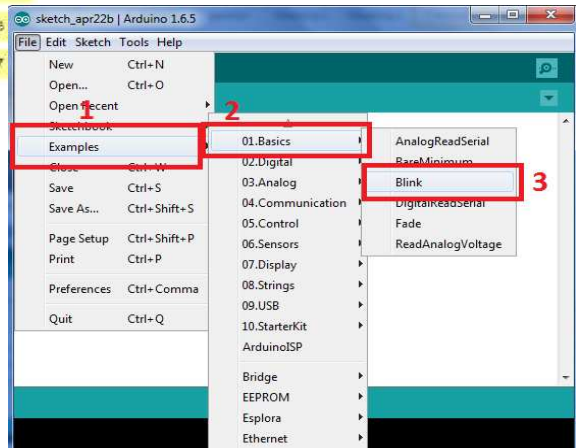 sketch_apr22b | Arduino 1.6.5
File Edit Sketch Tools Help
New Ctrl+N
Open... Ctrl+O
Open Recent
1
Sketchbook
Examples
Close Ctrl+W
Save Ctrl+S
Save As... Ctrl+Shift+S
Page Setup Ctrl+Shift+P
Print Ctrl+P
Preferences Ctrl+Comma
Quit Ctrl+Q
2
01.Basics
02.Digital
03.Analog
04.Communication
05.Control
06.Sensors
07.Display
08.Strings
09.USB
10.StarterKit
ArduinoISP
Bridge
EEPROM
Esplora
Ethernet
AnalogReadSerial
BareMinimum
Blink
3
DigitalReadSerial
Fade
ReadAnalogVoltage